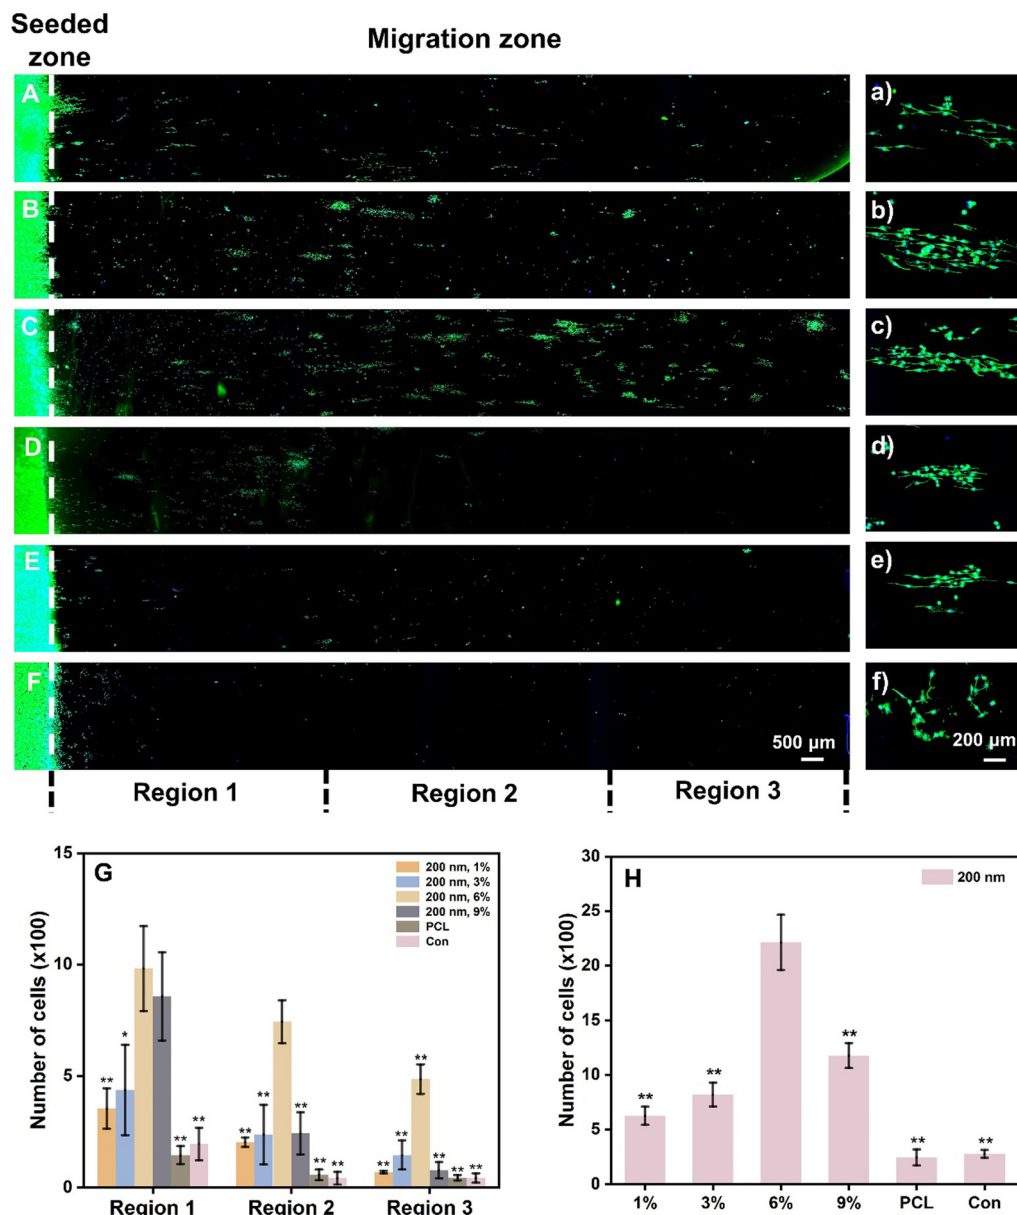 Seeded
zone
Migration zone
A
a)
B
b)
C
c)
D
d)
E
e)
F
f)
500 µm
200 µm
Region 1
Region 2
Region 3
G
15
10
5
0
Number of cells (x100)
200 nm, 1%
200 nm, 3%
200 nm, 6%
200 nm, 9%
PCL
Con
**
*
**
**
**
**
**
**
**
**
**
**
**
**
**
Region 1
Region 2
Region 3
H
30
25
20
15
10
5
0
Number of cells (x100)
200 nm
**
**
**
**
**
1%
3%
6%
9%
PCL
Con